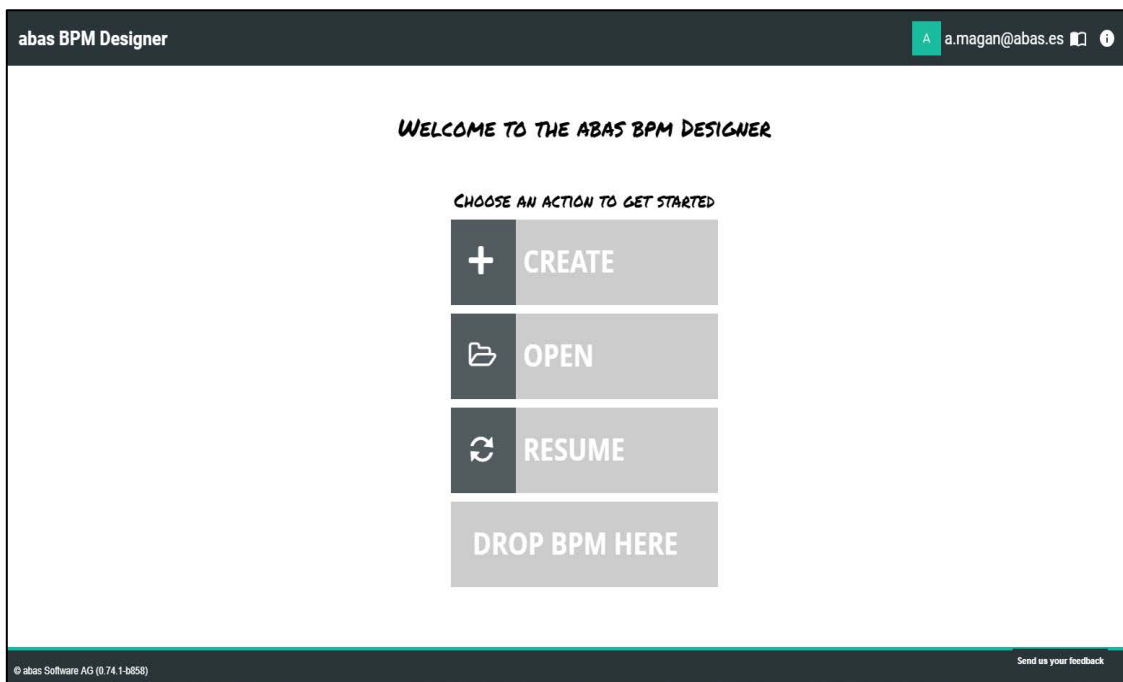 abas BPM Designer
A a.magan@abas.es
WELCOME TO THE ABAS BPM DESIGNER
CHOOSE AN ACTION TO GET STARTED
CREATE
OPEN
RESUME
DROP BPM HERE
© abas Software AG (0.74.1-b858)
Send us your feedback